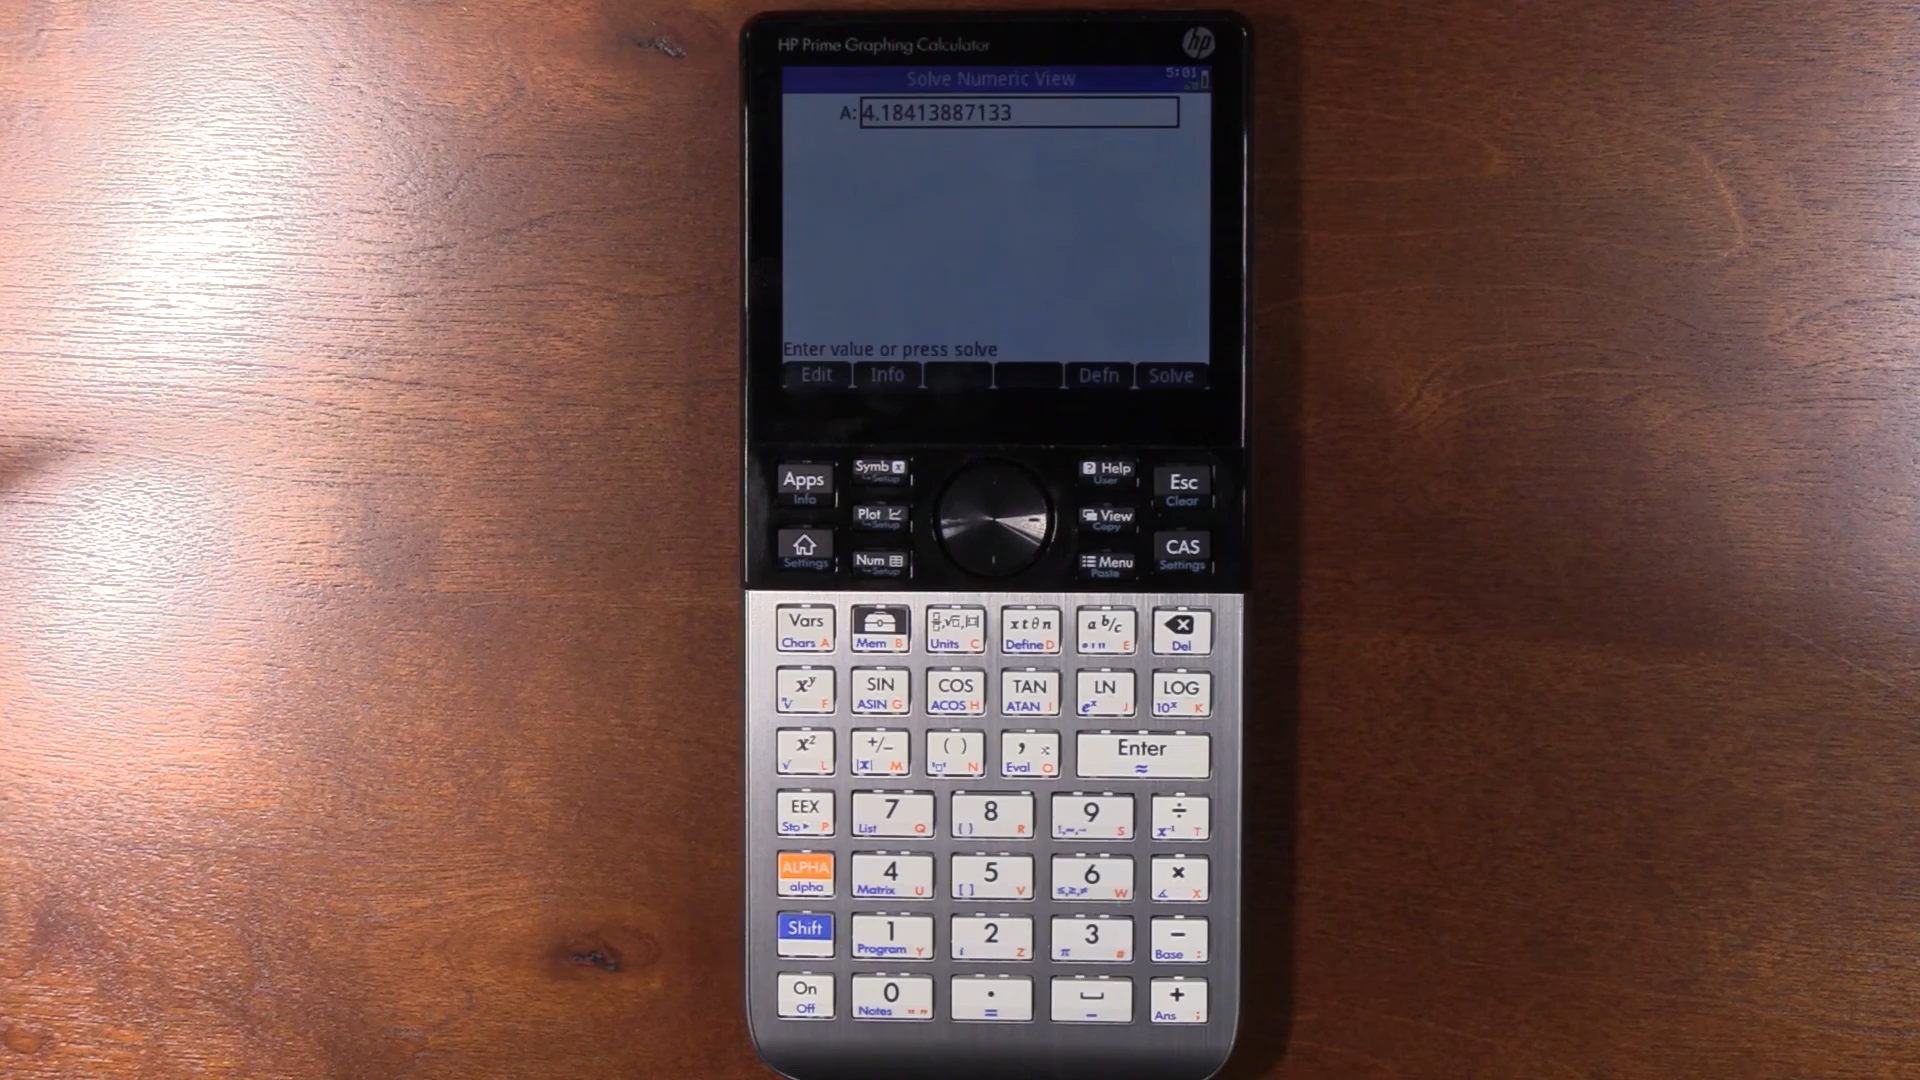 HP Prime Graphing Calculator hp
Solve Numeric View 5:01
A: 4.18413887133
Enter value or press solve
Edit Info Defn Solve
Apps Symb Help Esc
Info Setup User Clear
Plot View
Setup Copy
Settings Num Menu CAS
Setup Paste Settings
Vars x t θ n a b/c
Chars A Mem B Units C Define D E Del
xʸ SIN COS TAN LN LOG
F ASIN G ACOS H ATAN I eˣ J 10ˣ K
x² +/− ( ) , Enter
√ L |x| M N Eval O ≈
EEX 7 8 9 ÷
Sto ► P List Q { } R !,∞,→ S x⁻¹ T
ALPHA 4 5 6 ×
alpha Matrix U [ ] V ≤,≥,≠ W ∡ X
Shift 1 2 3 −
Program Y i Z π # Base :
On 0 . +
Off Notes " " = _ Ans ;